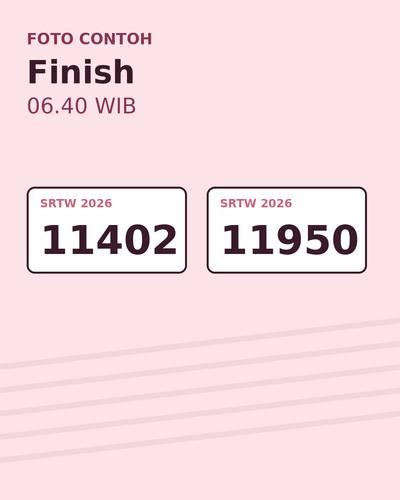 FOTO CONTOH
Finish
06.40 WIB
SRTW 2026
11402
SRTW 2026
11950